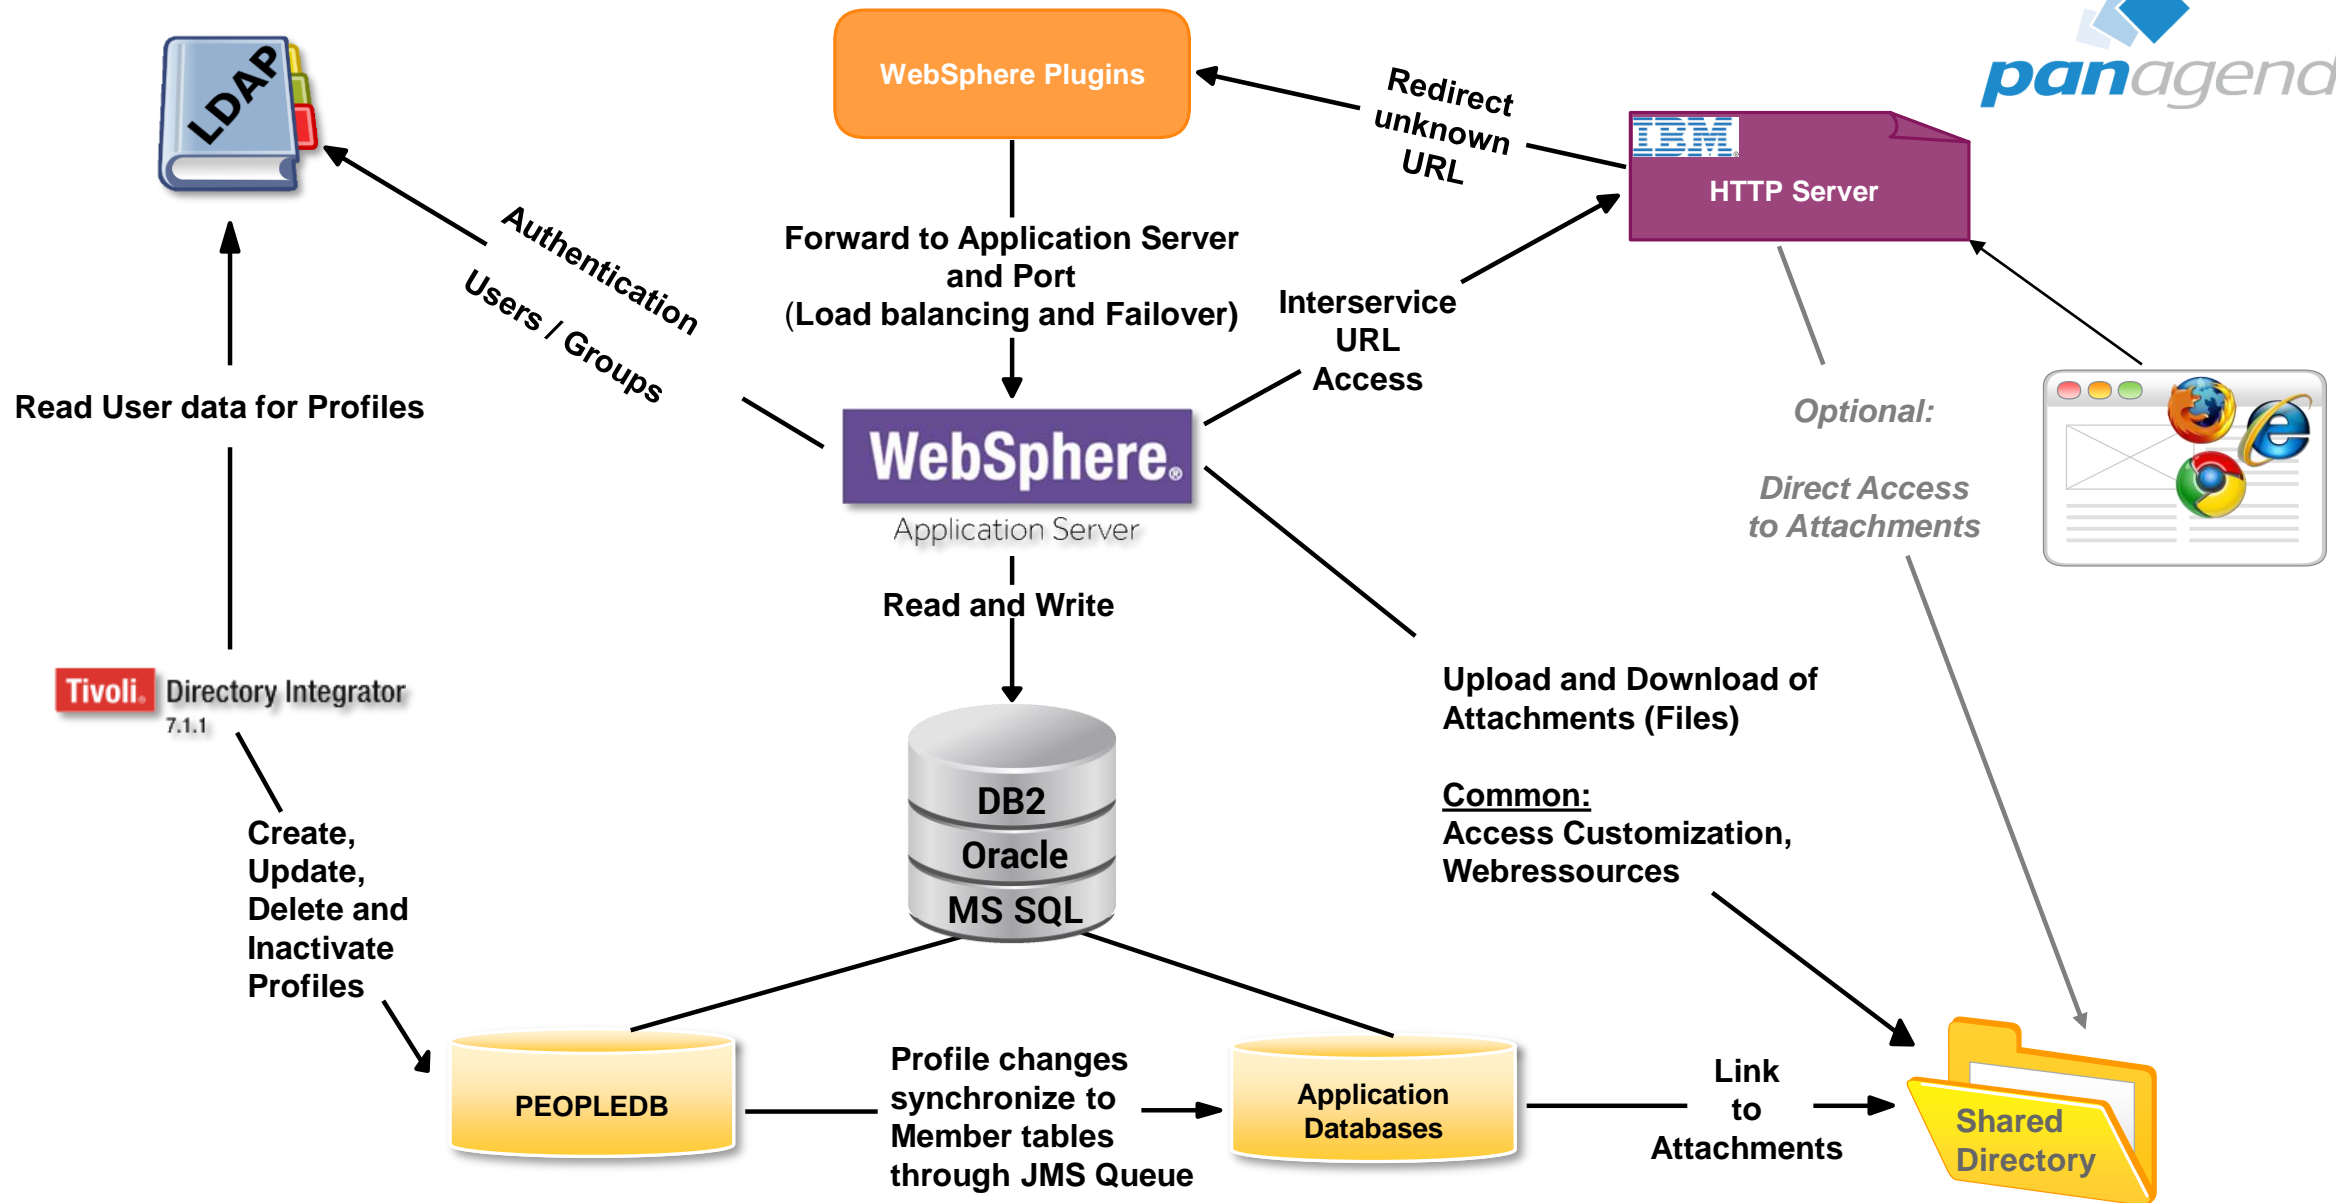 panagend
LDAP
WebSphere Plugins
Redirect
unknown
URL
IBM
HTTP Server
Authentication
Users / Groups
Forward to Application Server
and Port
(Load balancing and Failover)
Interservice
URL
Access
Read User data for Profiles
WebSphere®
Application Server
Optional:
Direct Access
to Attachments
Read and Write
Tivoli® Directory Integrator
7.1.1
Upload and Download of
Attachments (Files)
Common:
Access Customization,
Webressources
DB2
Oracle
MS SQL
Create,
Update,
Delete and
Inactivate
Profiles
PEOPLEDB
Profile changes
synchronize to
Member tables
through JMS Queue
Application
Databases
Link
to
Attachments
Shared
Directory